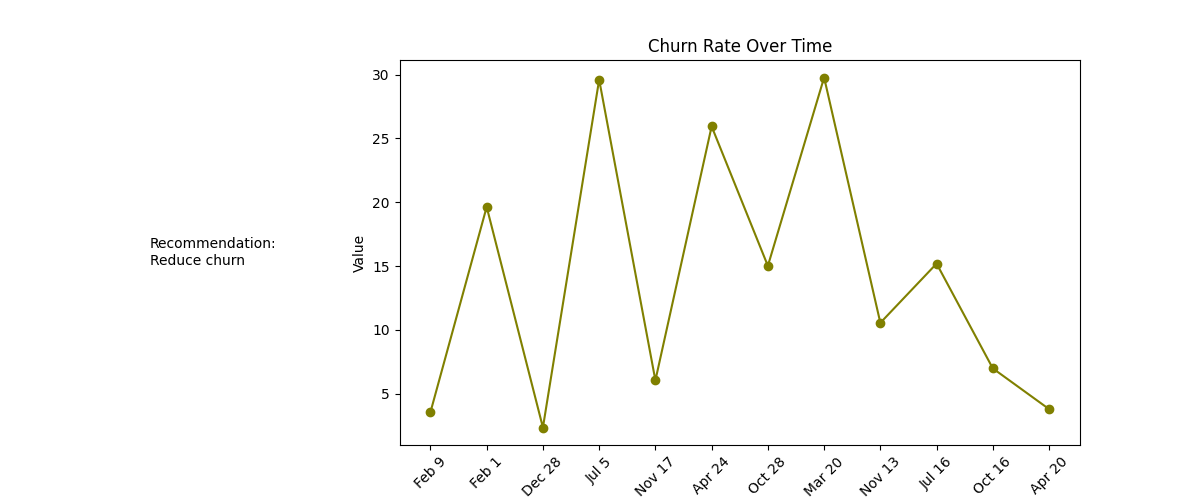 Churn Rate Over Time
Recommendation:
Reduce churn
Value
30
25
20
15
10
5
Feb 9
Feb 1
Dec 28
Jul 5
Nov 17
Apr 24
Oct 28
Mar 20
Nov 13
Jul 16
Oct 16
Apr 20